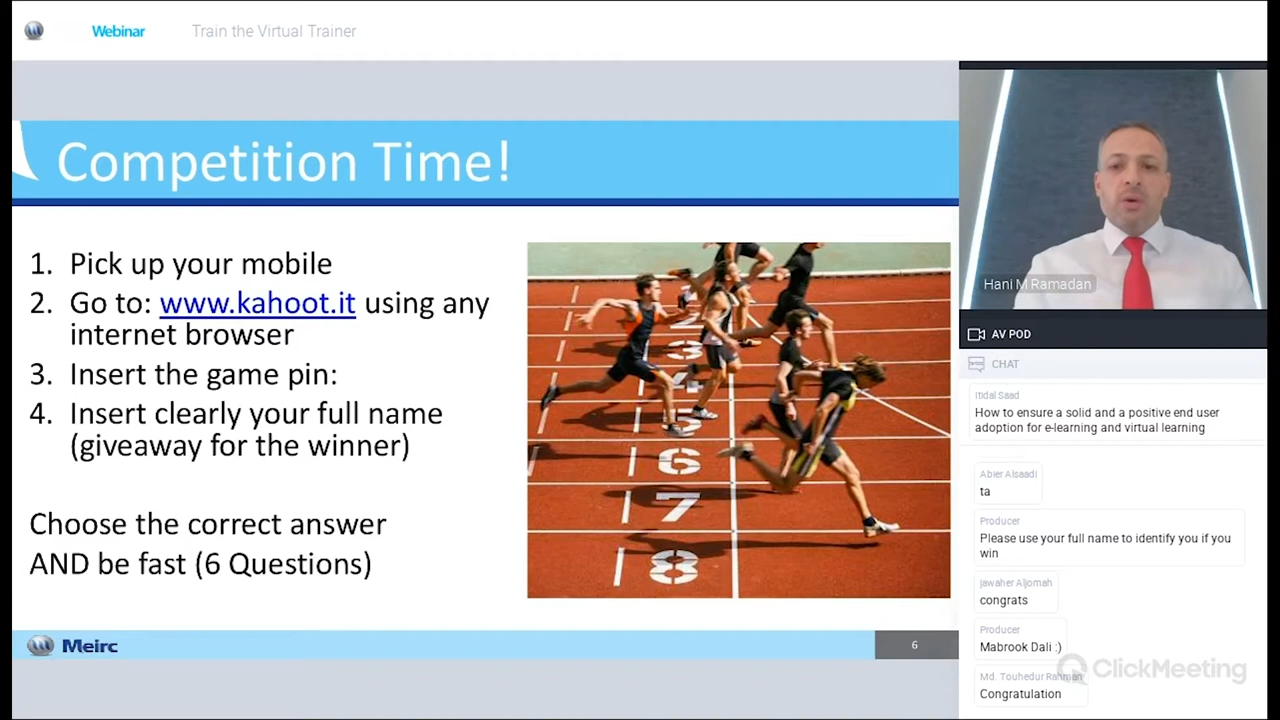 Webinar
Train the Virtual Trainer
Competition Time!
1. Pick up your mobile
2. Go to: www.kahoot.it using any
internet browser
3. Insert the game pin:
4. Insert clearly your full name
(giveaway for the winner)
Choose the correct answer
AND be fast (6 Questions)
6
7
8
Meirc
6
Hani M Ramadan
AV POD
CHAT
Itidal Saad
How to ensure a solid and a positive end user
adoption for e-learning and virtual learning
Abier Alsaadi
ta
Producer
Please use your full name to identify you if you
win
jawaher Aljomah
congrats
Producer
Mabrook Dali :)
Md. Touhedur Rahman
Congratulation
ClickMeeting